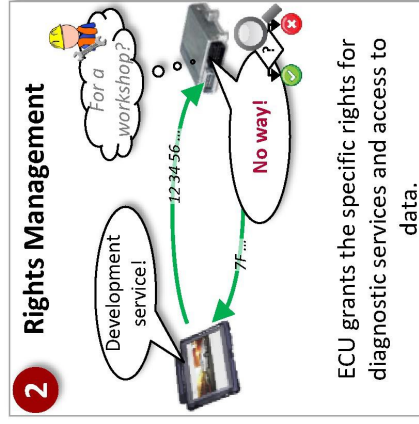 2
Rights Management
Development
service!
12 34 56 ...
For a
workshop?
7F ...
No way!
?
ECU grants the specific rights for
diagnostic services and access to
data.